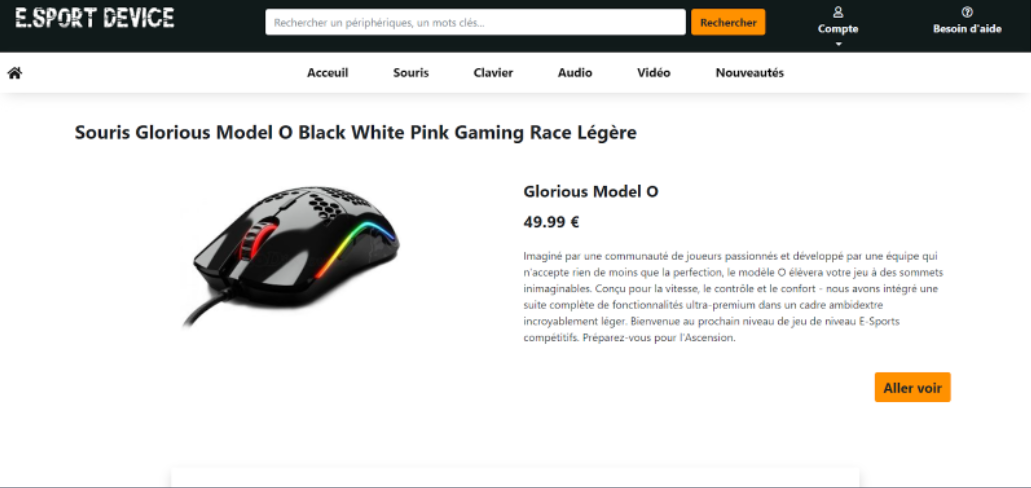 E.SPORT DEVICE
Rechercher un périphériques, un mots clés...
Rechercher
Compte
Besoin d'aide
Acceuil
Souris
Clavier
Audio
Vidéo
Nouveautés
Souris Glorious Model O Black White Pink Gaming Race Légère
Glorious Model O
49.99 €
Imaginé par une communauté de joueurs passionnés et développé par une équipe qui
n'accepte rien de moins que la perfection, le modèle O élèvera votre jeu à des sommets
inimaginables. Conçu pour la vitesse, le contrôle et le confort - nous avons intégré une
suite complète de fonctionnalités ultra-premium dans un cadre ambidextre
incroyablement léger. Bienvenue au prochain niveau de jeu de niveau E-Sports
compétitifs. Préparez-vous pour l'Ascension.
Aller voir